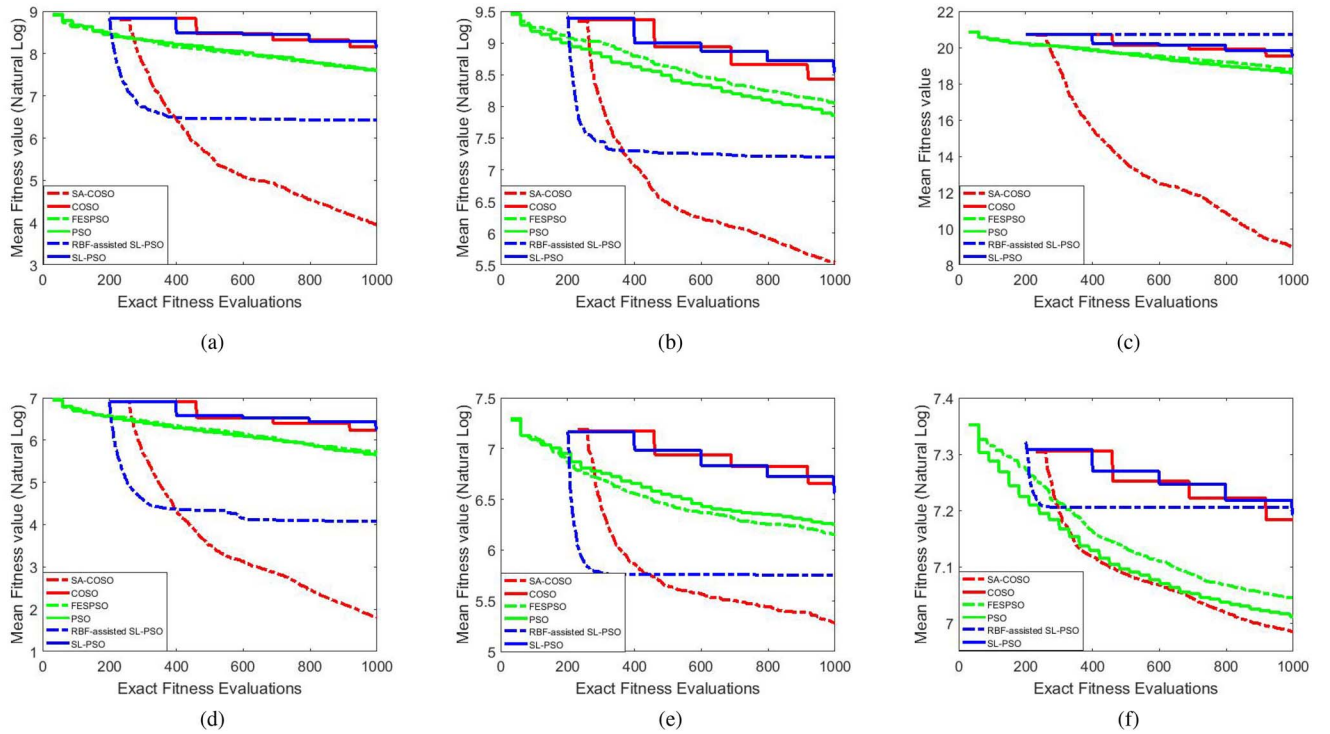 9
8
7
6
5
4
3
0 200 400 600 800 1000
Mean Fitness value (Natural Log)
Exact Fitness Evaluations
SA-COSO
COSO
FESPSO
PSO
RBF-assisted SL-PSO
SL-PSO
(a)
9.5
9
8.5
8
7.5
7
6.5
6
5.5
0 200 400 600 800 1000
Mean Fitness value (Natural Log)
Exact Fitness Evaluations
SA-COSO
COSO
FESPSO
PSO
RBF-assisted SL-PSO
SL-PSO
(b)
22
20
18
16
14
12
10
8
0 200 400 600 800 1000
Mean Fitness value
Exact Fitness Evaluations
SA-COSO
COSO
FESPSO
PSO
RBF-assisted SL-PSO
SL-PSO
(c)
7
6
5
4
3
2
1
0 200 400 600 800 1000
Mean Fitness value (Natural Log)
Exact Fitness Evaluations
SA-COSO
COSO
FESPSO
PSO
RBF-assisted SL-PSO
SL-PSO
(d)
7.5
7
6.5
6
5.5
5
0 200 400 600 800 1000
Mean Fitness value (Natural Log)
Exact Fitness Evaluations
SA-COSO
COSO
FESPSO
PSO
RBF-assisted SL-PSO
SL-PSO
(e)
7.4
7.3
7.2
7.1
7
0 200 400 600 800 1000
Mean Fitness value (Natural Log)
Exact Fitness Evaluations
SA-COSO
COSO
FESPSO
PSO
RBF-assisted SL-PSO
SL-PSO
(f)